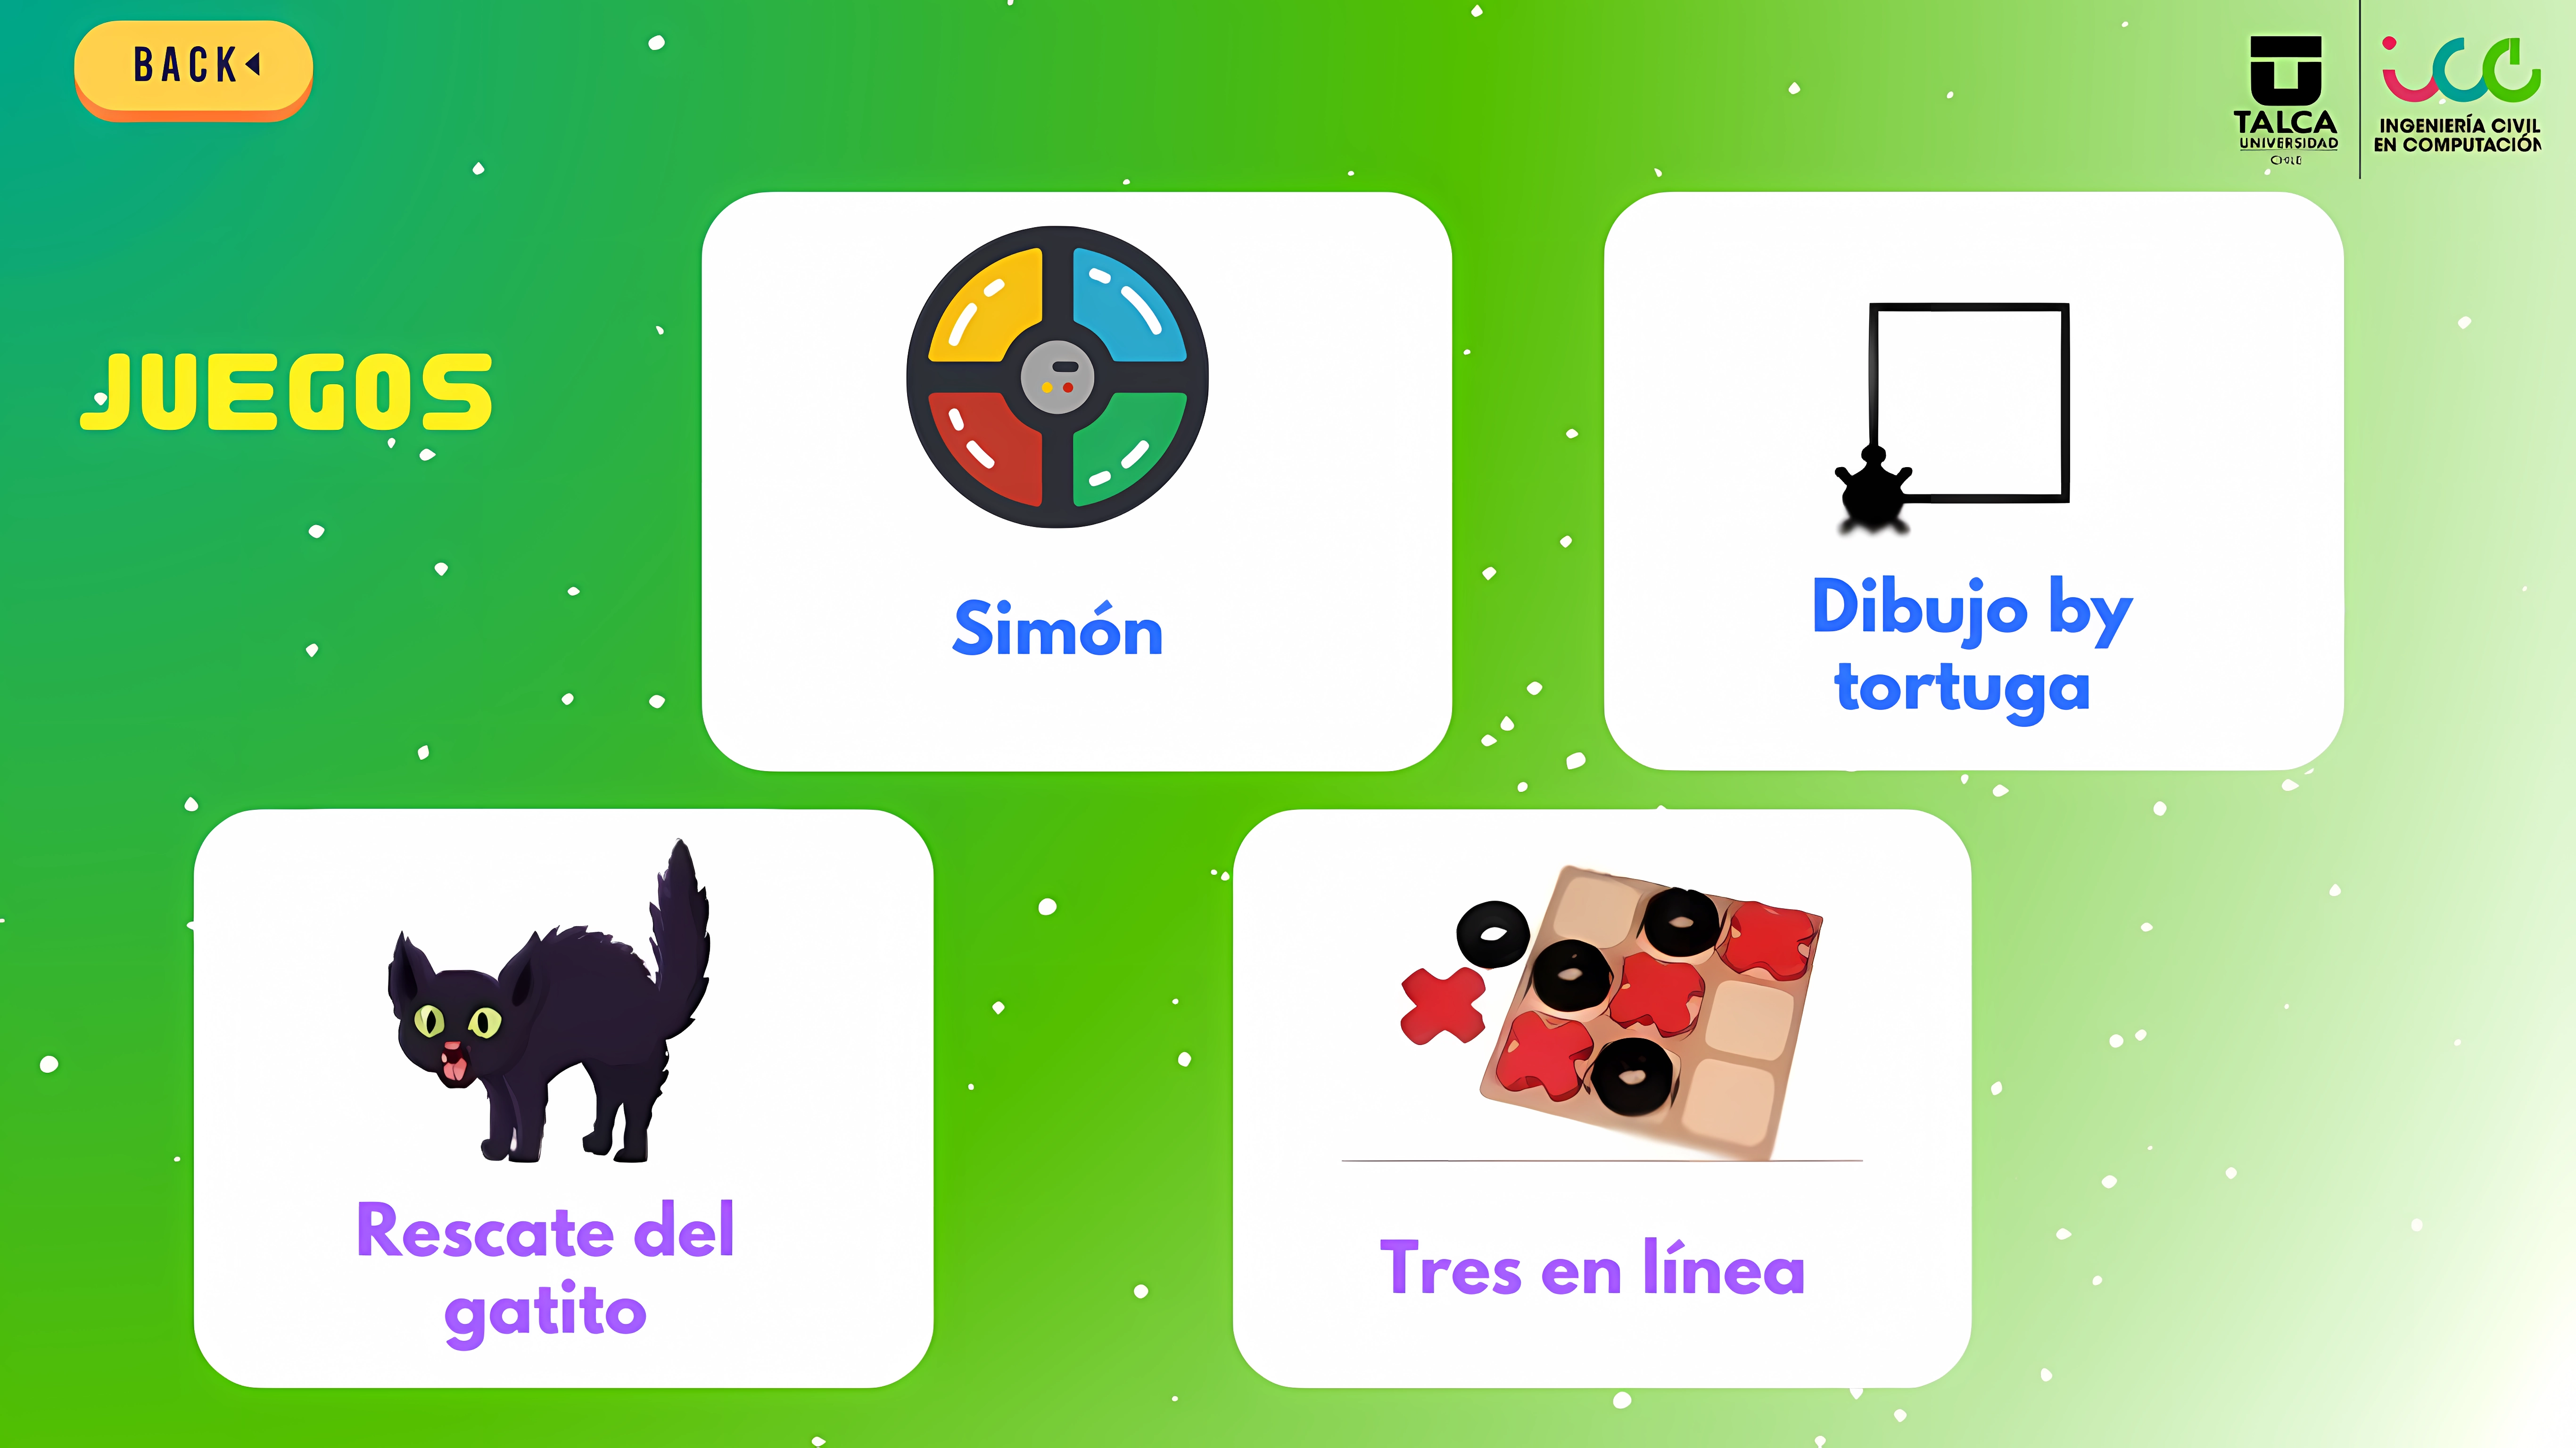 BACK
TALCA
UNIVERSIDAD
CHILE
icc
INGENIERÍA CIVIL
EN COMPUTACIÓN
JUEGOS
Simón
Dibujo by
tortuga
Rescate del
gatito
Tres en línea